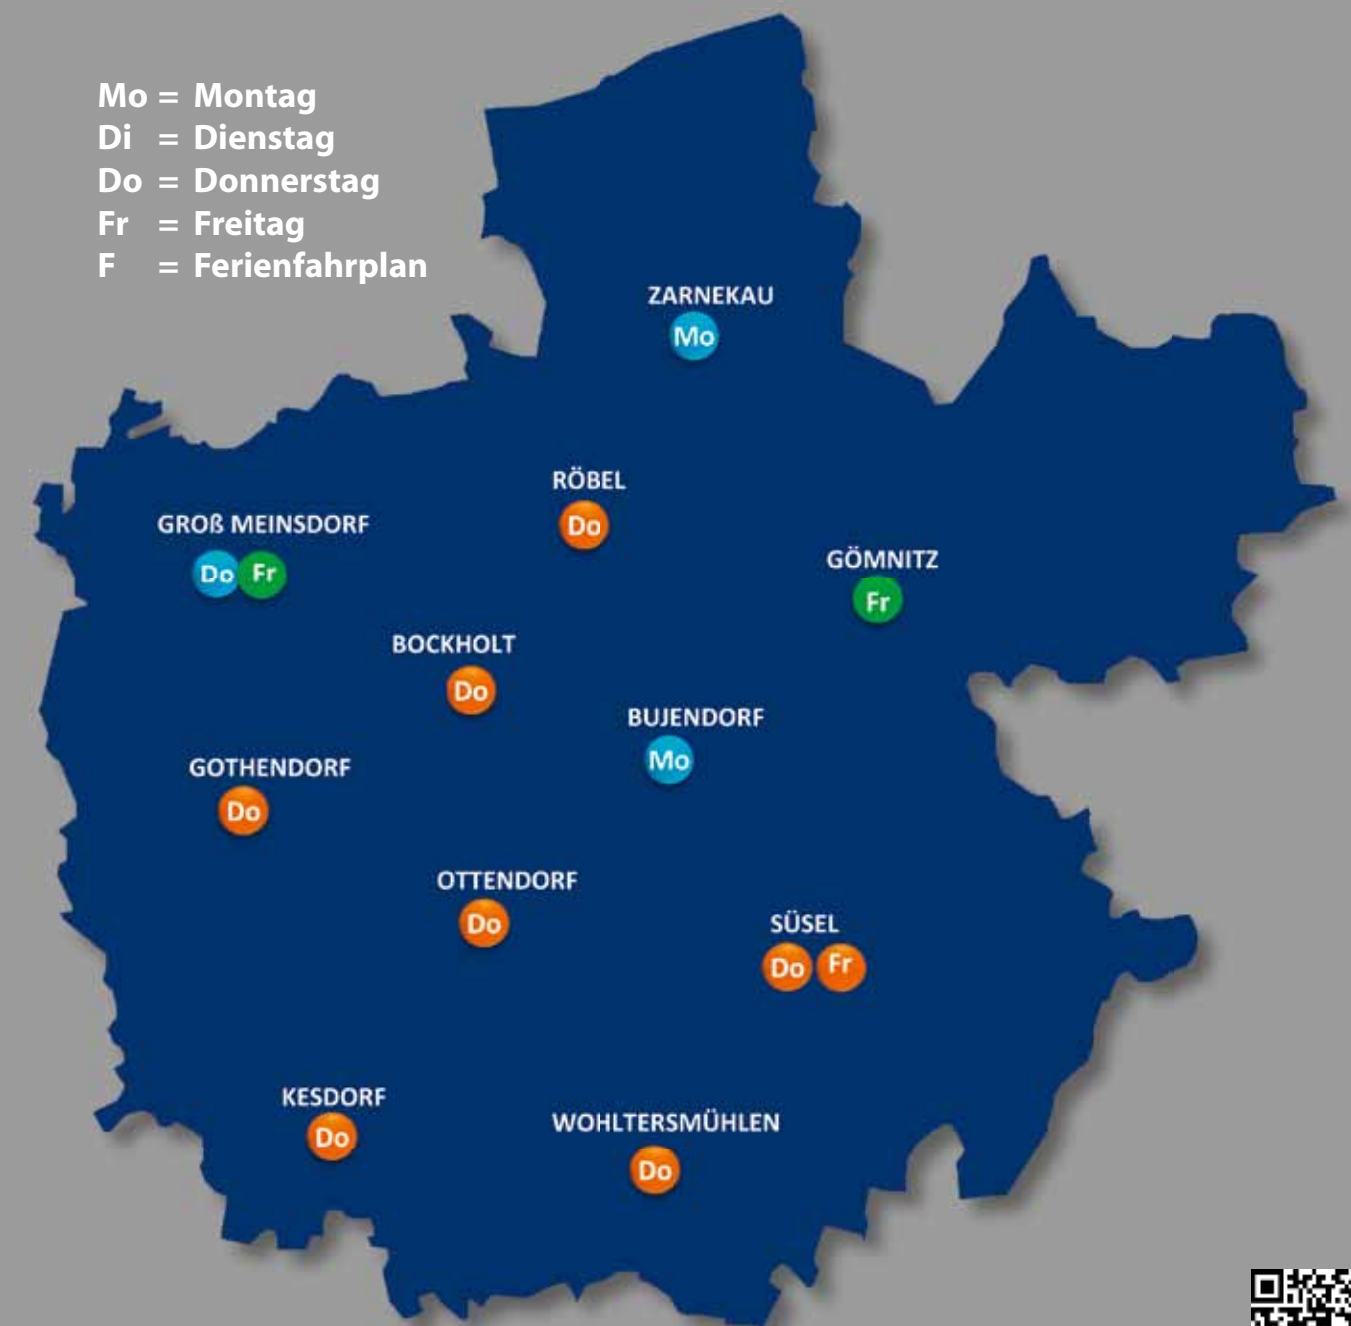 Mo = Montag
Di = Dienstag
Do = Donnerstag
Fr = Freitag
F = Ferienfahrplan
ZARNEKAU
Mo
RÖBEL
Do
GROß MEINSDORF
Do Fr
GÖMNITZ
Fr
BOCKHOLT
Do
BUJENDORF
Mo
GOTHENDORF
Do
OTTENDORF
Do
SÜSEL
Do Fr
KESDORF
Do
WOHLTERSMÜHLEN
Do